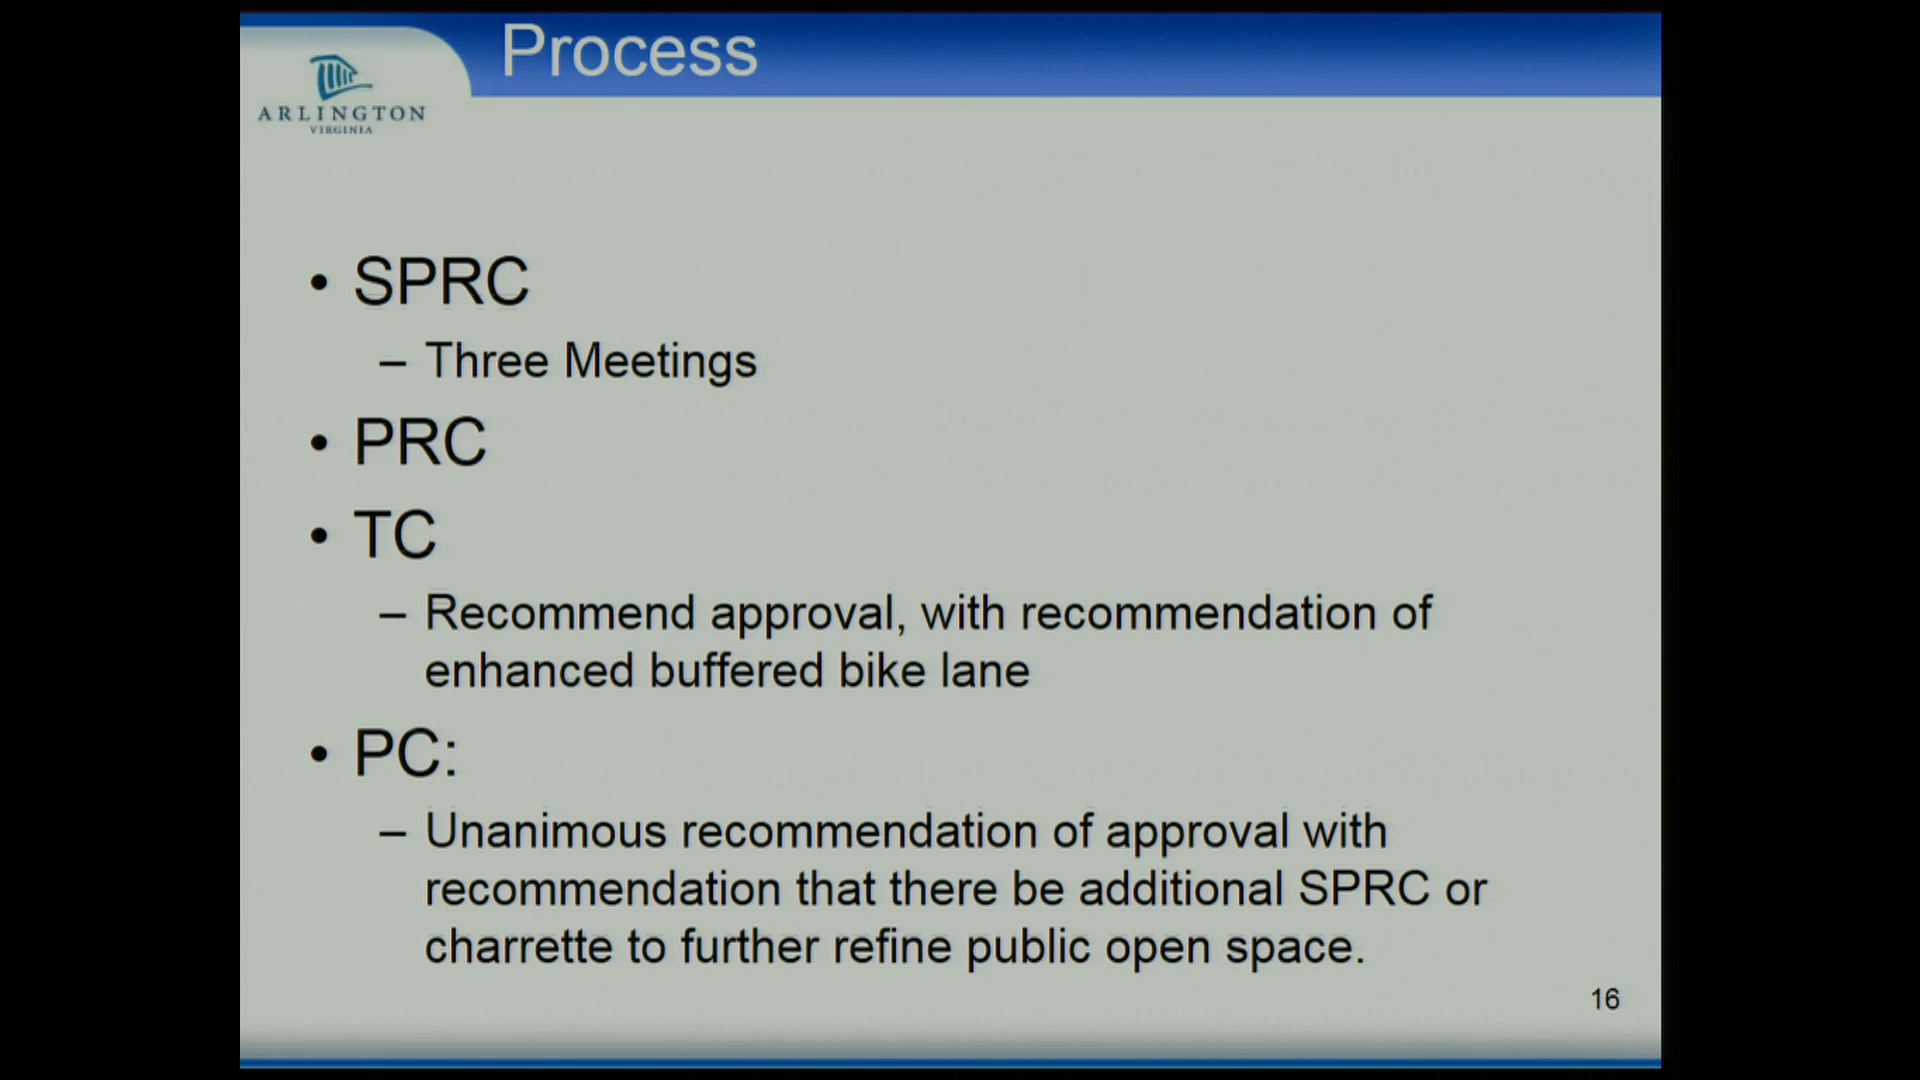 Process
ARLINGTON
VIRGINIA
• SPRC
– Three Meetings
• PRC
• TC
– Recommend approval, with recommendation of
enhanced buffered bike lane
• PC:
– Unanimous recommendation of approval with
recommendation that there be additional SPRC or
charrette to further refine public open space.
16